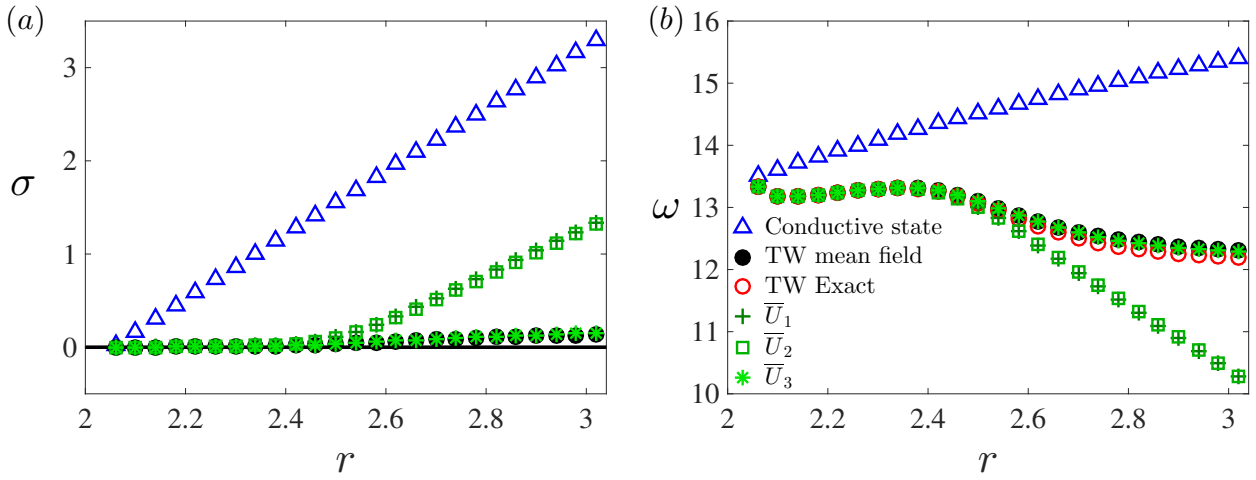 (a)
3
2
1
0
σ
2
2.2
2.4
2.6
2.8
3
r
(b)
16
15
14
13
12
11
10
ω
Conductive state
TW mean field
TW Exact
U̅₁
U̅₂
U̅₃
2
2.2
2.4
2.6
2.8
3
r